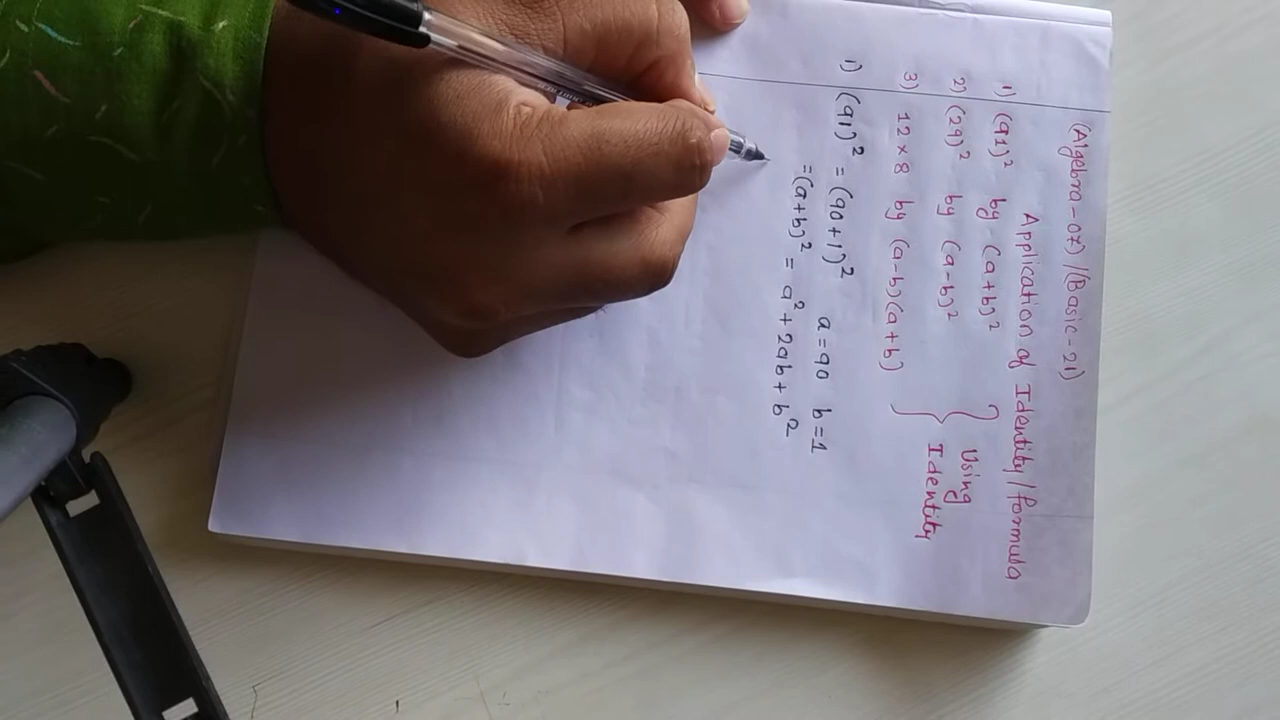 (Algebra-07) /(Basic-21)
Application of Identity/formula
1) (91)² by (a+b)²
2) (29)² by (a-b)²
3) 12×8 by (a-b)(a+b)
} Using
Identity
1) (91)² = (90+1)² a=90 b=1
=(a+b)² = a²+2ab+b²